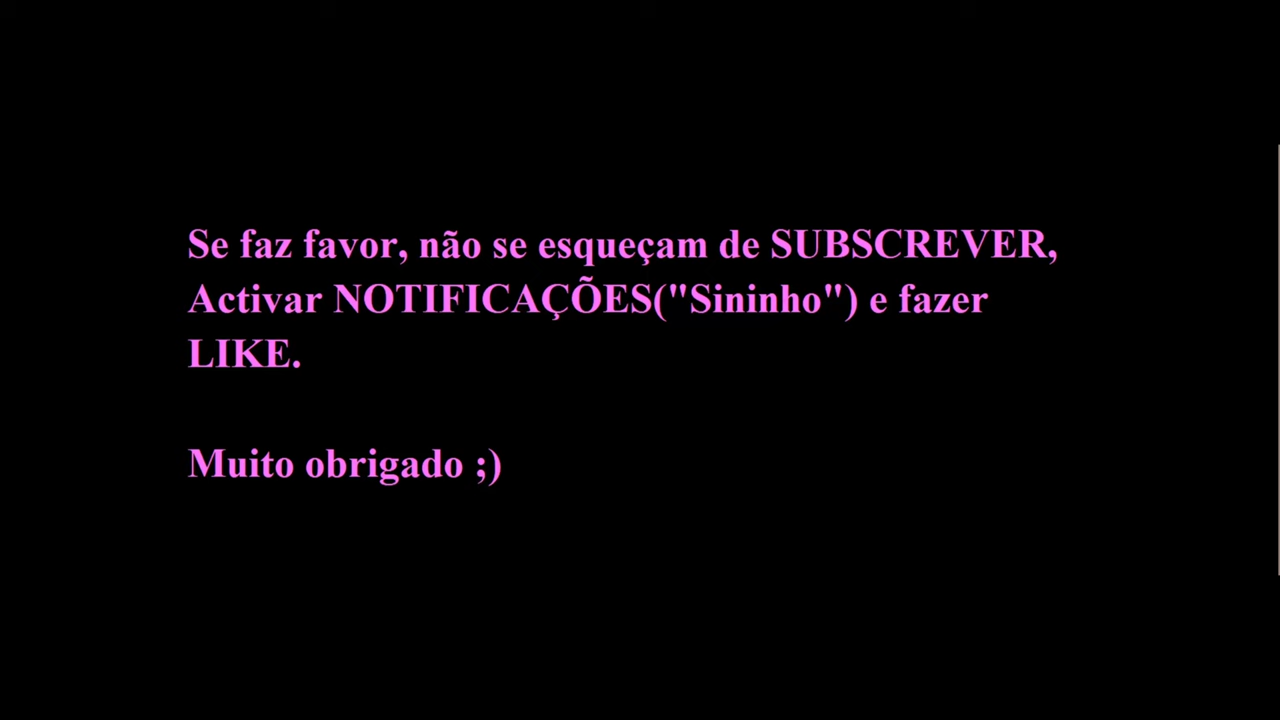 Se faz favor, não se esqueçam de SUBSCREVER,
Activar NOTIFICAÇÕES("Sininho") e fazer
LIKE.
Muito obrigado ;)